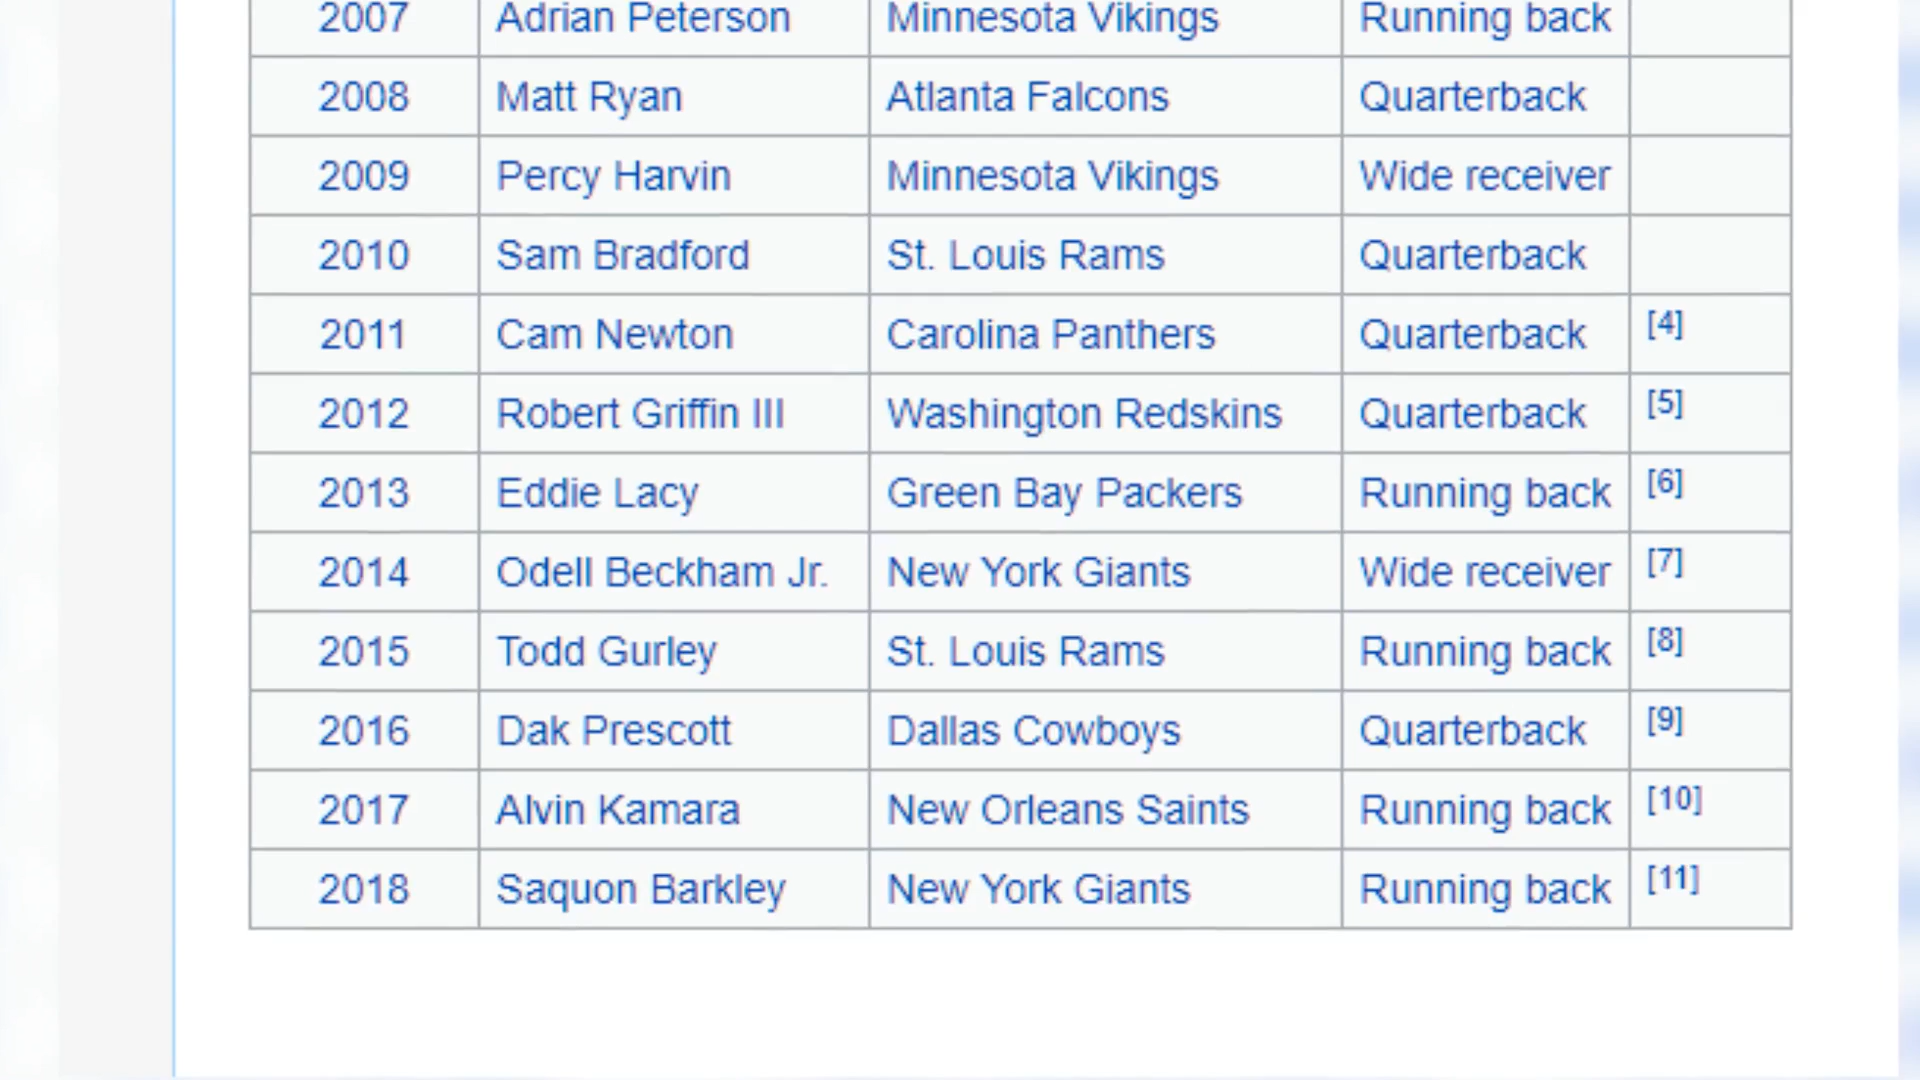 2007 Adrian Peterson Minnesota Vikings Running back
2008 Matt Ryan Atlanta Falcons Quarterback
2009 Percy Harvin Minnesota Vikings Wide receiver
2010 Sam Bradford St. Louis Rams Quarterback
2011 Cam Newton Carolina Panthers Quarterback [4]
2012 Robert Griffin III Washington Redskins Quarterback [5]
2013 Eddie Lacy Green Bay Packers Running back [6]
2014 Odell Beckham Jr. New York Giants Wide receiver [7]
2015 Todd Gurley St. Louis Rams Running back [8]
2016 Dak Prescott Dallas Cowboys Quarterback [9]
2017 Alvin Kamara New Orleans Saints Running back [10]
2018 Saquon Barkley New York Giants Running back [11]